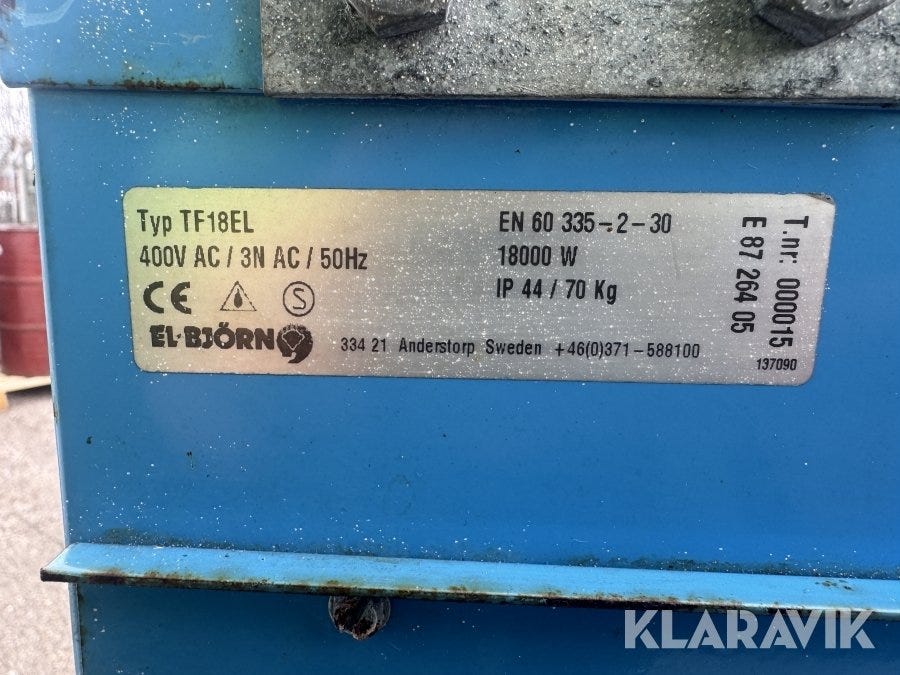 Typ TF18EL
400V AC / 3N AC / 50Hz
CE S
EL·BJÖRN
EN 60 335-2-30
18000 W
IP 44 / 70 Kg
334 21 Anderstorp Sweden +46(0)371-588100
T.nr: 000015
E 87 264 05
137090
KLARAVIK